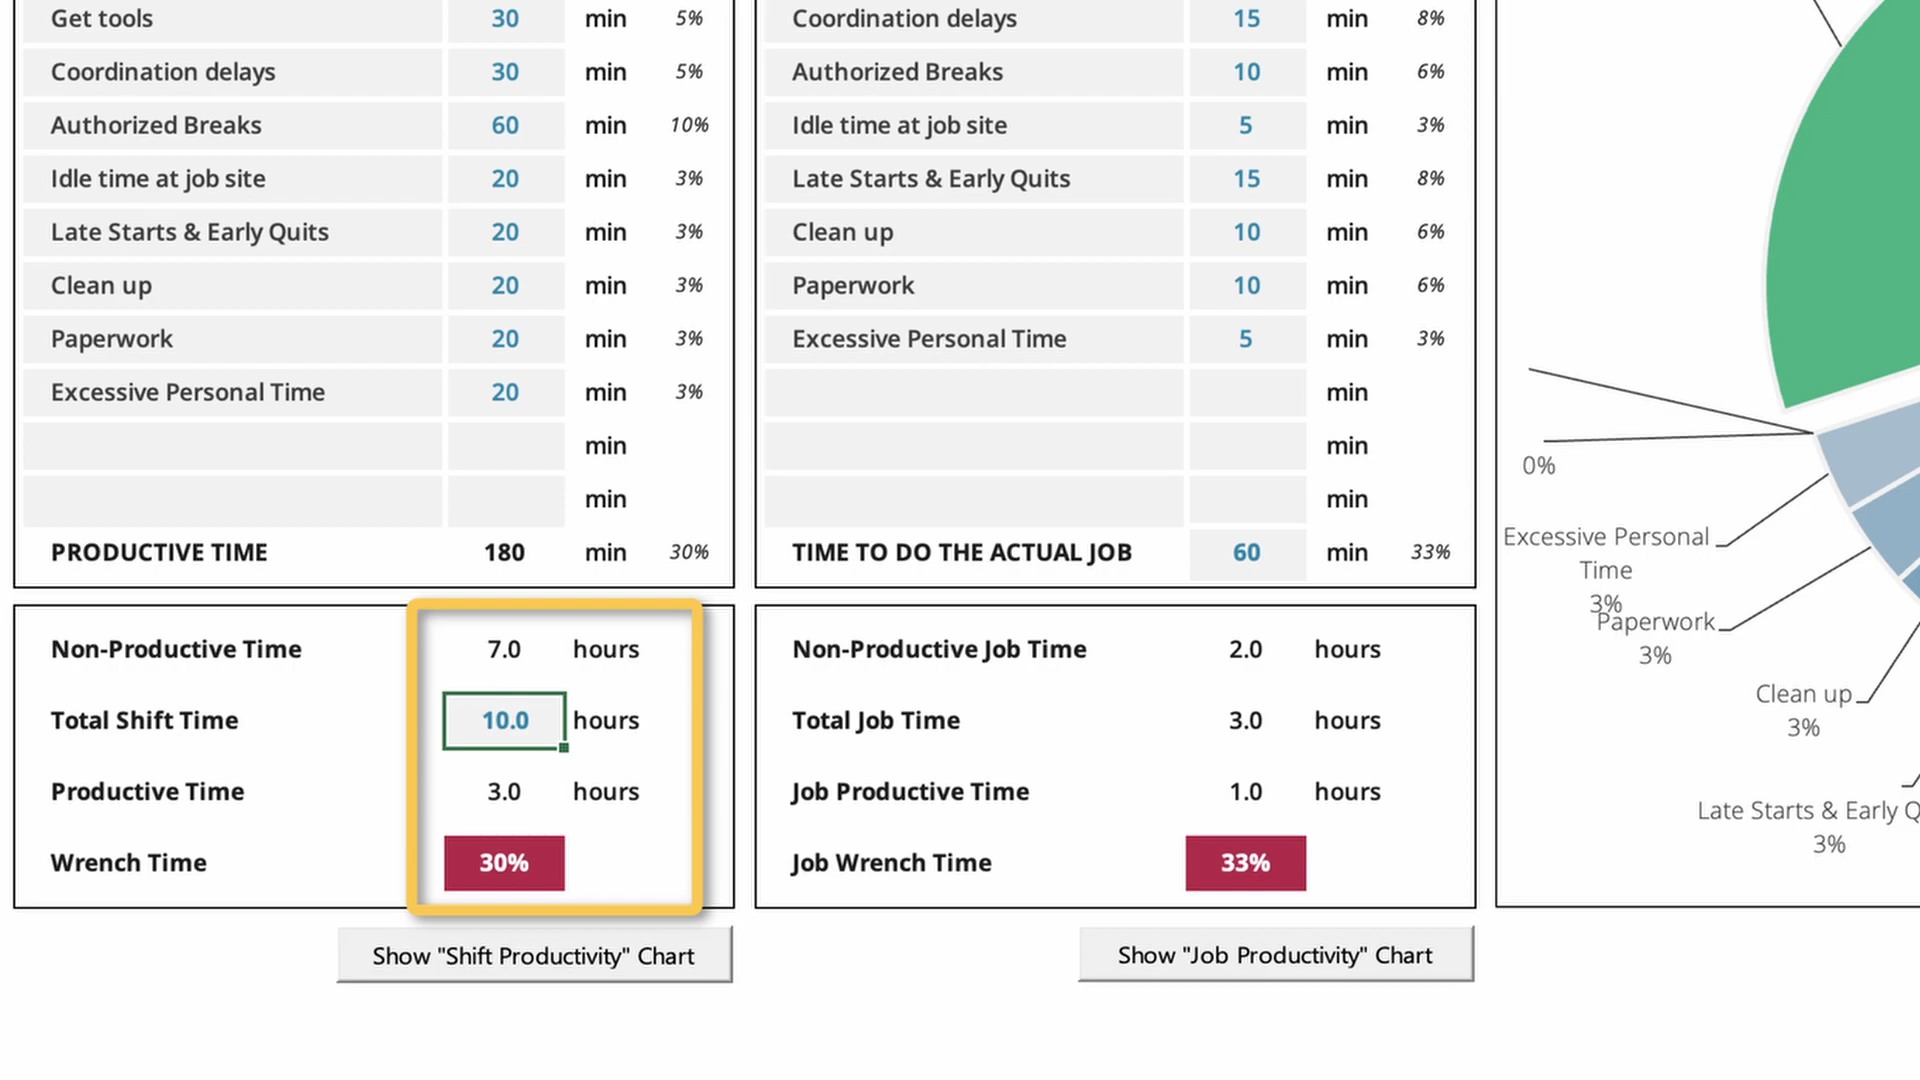 Get tools 30 min 5%
Coordination delays 30 min 5%
Authorized Breaks 60 min 10%
Idle time at job site 20 min 3%
Late Starts & Early Quits 20 min 3%
Clean up 20 min 3%
Paperwork 20 min 3%
Excessive Personal Time 20 min 3%
min
min
PRODUCTIVE TIME 180 min 30%
Non-Productive Time 7.0 hours
Total Shift Time 10.0 hours
Productive Time 3.0 hours
Wrench Time 30%
Show "Shift Productivity" Chart
Coordination delays 15 min 8%
Authorized Breaks 10 min 6%
Idle time at job site 5 min 3%
Late Starts & Early Quits 15 min 8%
Clean up 10 min 6%
Paperwork 10 min 6%
Excessive Personal Time 5 min 3%
min
min
min
TIME TO DO THE ACTUAL JOB 60 min 33%
Non-Productive Job Time 2.0 hours
Total Job Time 3.0 hours
Job Productive Time 1.0 hours
Job Wrench Time 33%
Show "Job Productivity" Chart
0%
Excessive Personal
Time
3%
Paperwork
3%
Clean up
3%
Late Starts & Early Q
3%